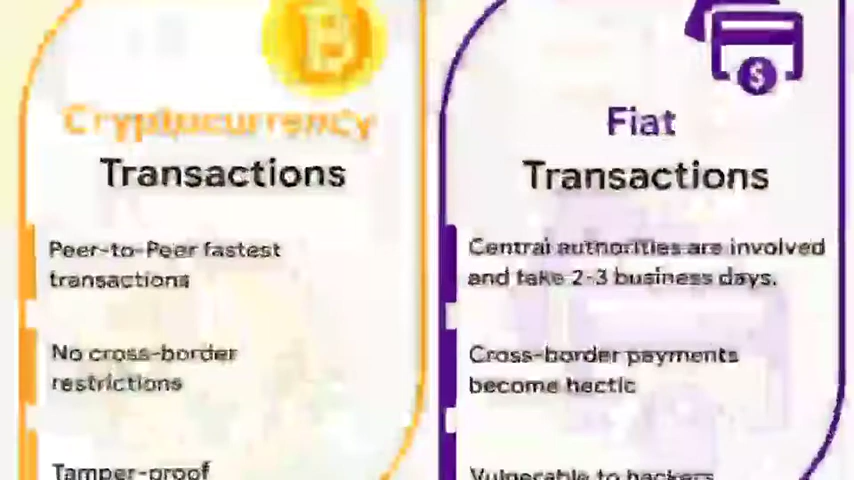 Cryptocurrency
Transactions
Peer-to-Peer fastest
transactions
No cross-border
restrictions
Tamper-proof
Fiat
Transactions
Central authorities are involved
and take 2-3 business days.
Cross-border payments
become hectic
Vulnerable to hackers